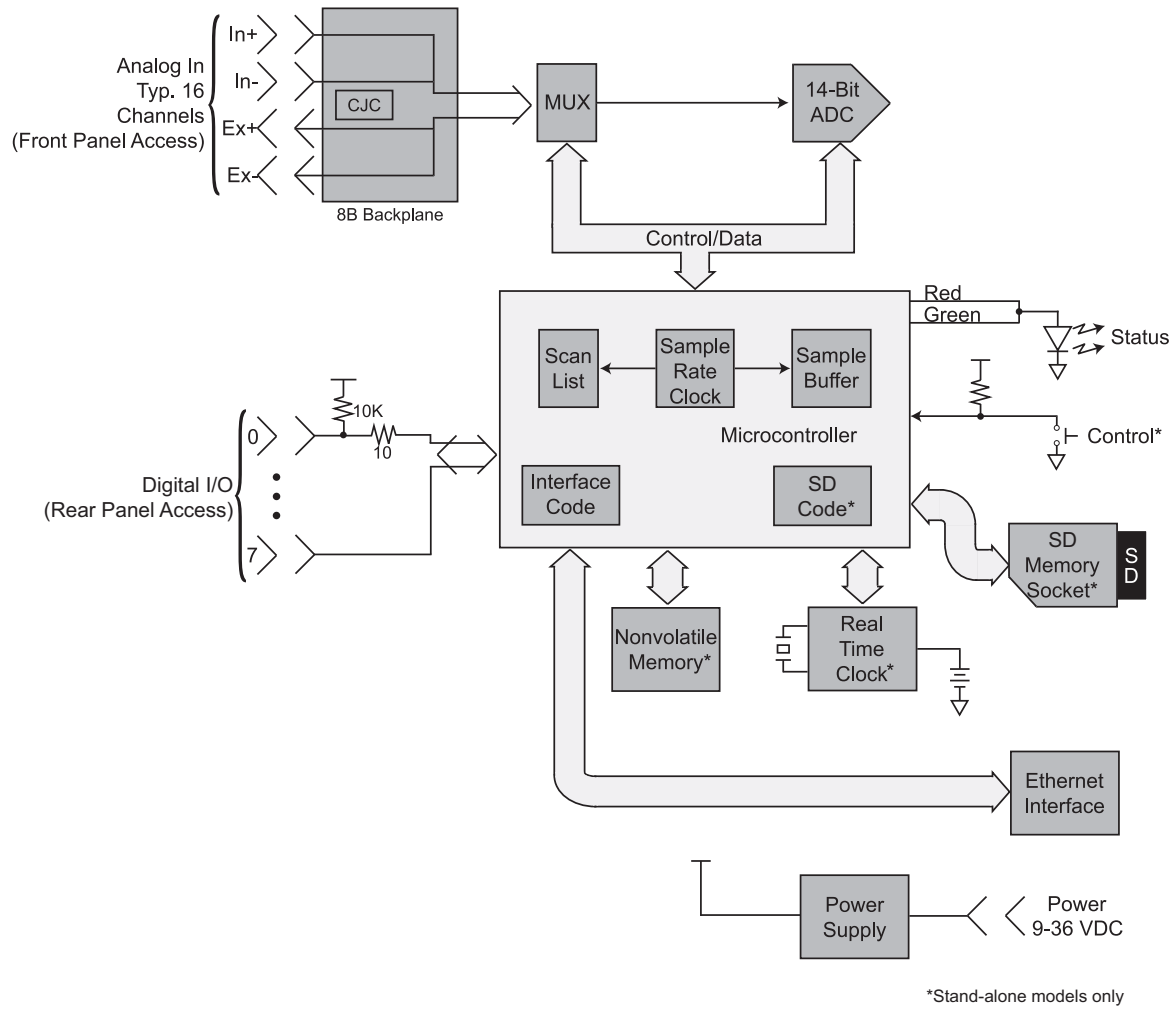 In+
In-
Ex+
Ex-
Analog In
Typ. 16
Channels
(Front Panel Access)
CJC
8B Backplane
MUX
14-Bit
ADC
Control/Data
Red
Green
Status
Scan
List
Sample
Rate
Clock
Sample
Buffer
Microcontroller
Control*
10K
10
0
7
Digital I/O
(Rear Panel Access)
Interface
Code
SD
Code*
SD
Memory
Socket*
S
D
Nonvolatile
Memory*
Real
Time
Clock*
Ethernet
Interface
Power
Supply
Power
9-36 VDC
*Stand-alone models only